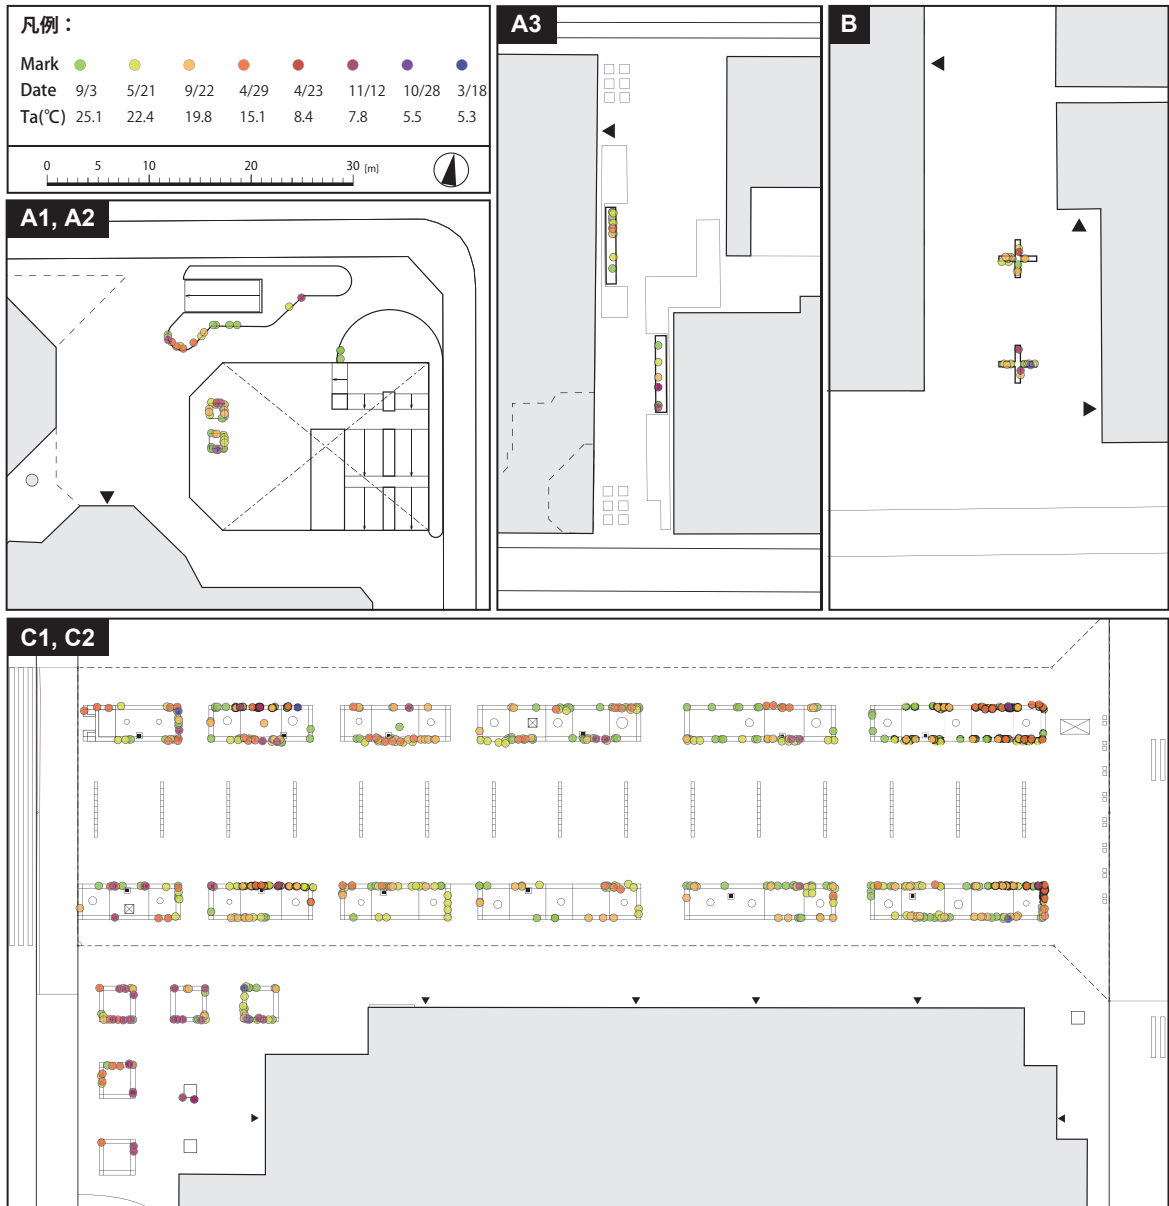 凡例：
Mark
Date 9/3 5/21 9/22 4/29 4/23 11/12 10/28 3/18
Ta(℃) 25.1 22.4 19.8 15.1 8.4 7.8 5.5 5.3
0 5 10 20 30 [m]
A1, A2
A3
B
C1, C2